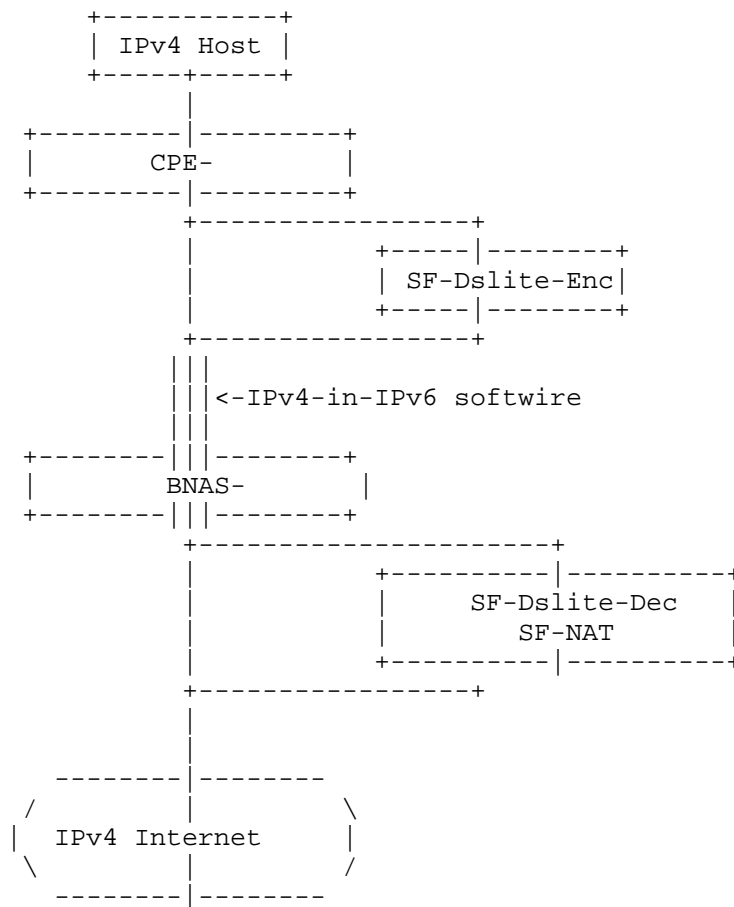 IPv4 Host
CPE-
SF-Dslite-Enc
<-IPv4-in-IPv6 softwire
BNAS-
SF-Dslite-Dec
SF-NAT
IPv4 Internet